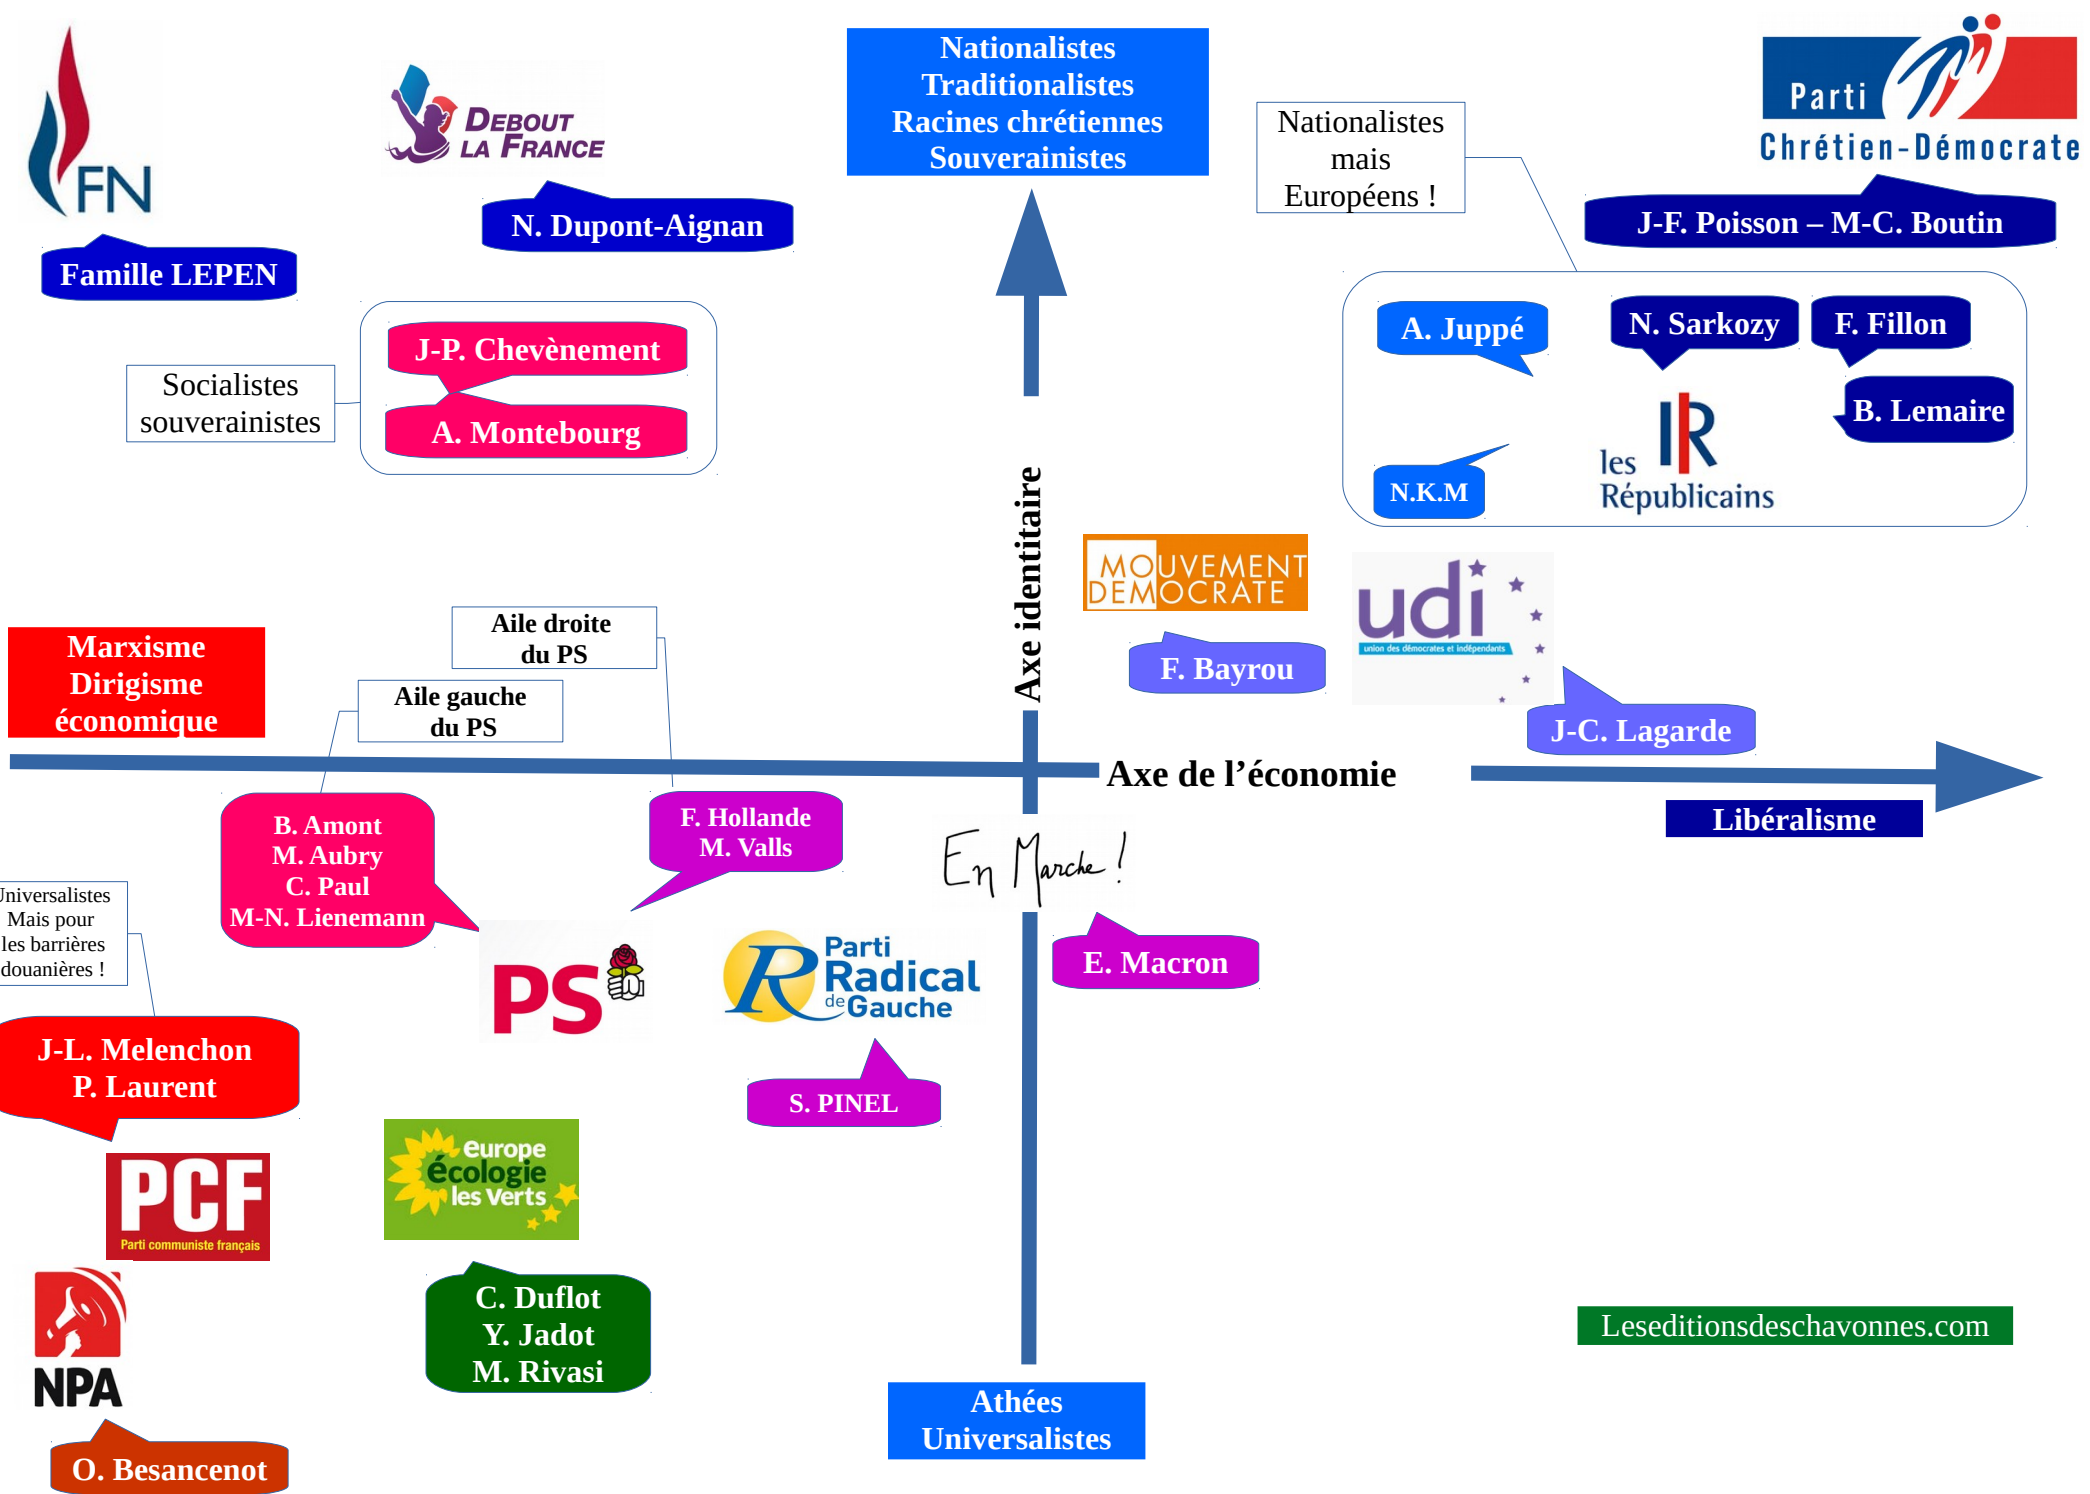 FN
Famille LEPEN
DEBOUT
LA FRANCE
N. Dupont-Aignan
Nationalistes
Traditionalistes
Racines chrétiennes
Souverainistes
Nationalistes
mais
Européens !
Parti
Chrétien-Démocrate
J-F. Poisson – M-C. Boutin
Socialistes
souverainistes
J-P. Chevènement
A. Montebourg
A. Juppé
N. Sarkozy
F. Fillon
B. Lemaire
N.K.M
les
R
Républicains
Axe identitaire
MOUVEMENT
DEMOCRATE
F. Bayrou
udi
union des démocrates et indépendants
J-C. Lagarde
Marxisme
Dirigisme
économique
Aile droite
du PS
Aile gauche
du PS
Axe de l’économie
Libéralisme
B. Amont
M. Aubry
C. Paul
M-N. Lienemann
F. Hollande
M. Valls
En Marche !
E. Macron
Universalistes
Mais pour
les barrières
douanières !
PS
R
Parti
Radical
de Gauche
S. PINEL
J-L. Melenchon
P. Laurent
PCF
Parti communiste français
europe
écologie
les Verts
C. Duflot
Y. Jadot
M. Rivasi
NPA
O. Besancenot
Leseditionsdeschavonnes.com
Athées
Universalistes